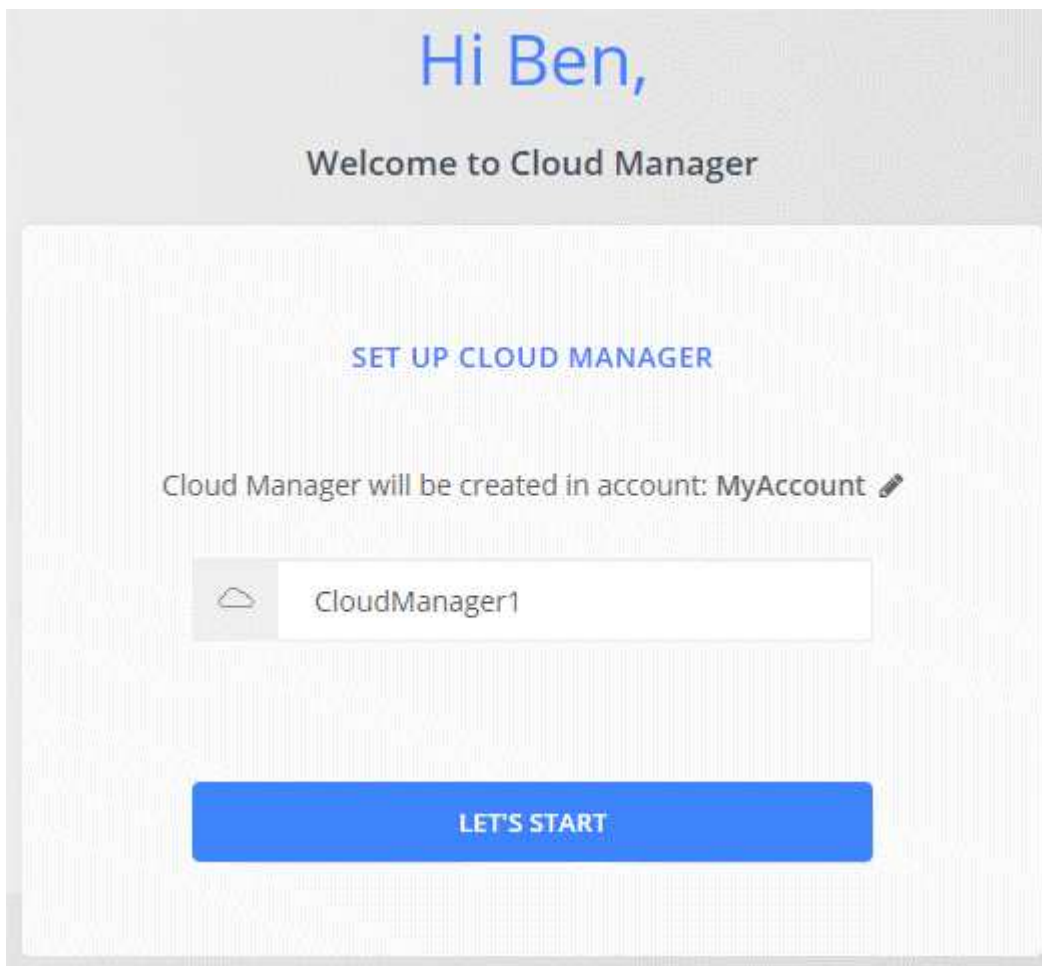 Hi Ben,
Welcome to Cloud Manager
SET UP CLOUD MANAGER
Cloud Manager will be created in account: MyAccount
CloudManager1
LET'S START